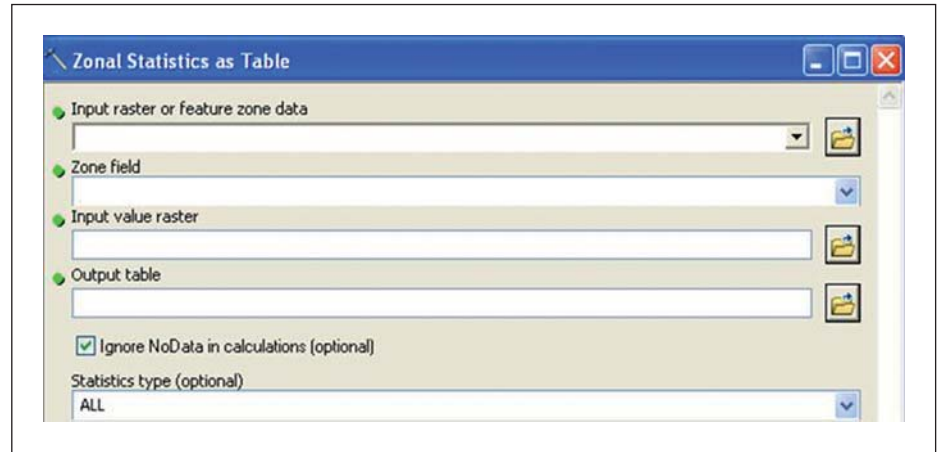 Zonal Statistics as Table
Input raster or feature zone data
Zone field
Input value raster
Output table
Ignore NoData in calculations (optional)
Statistics type (optional)
ALL